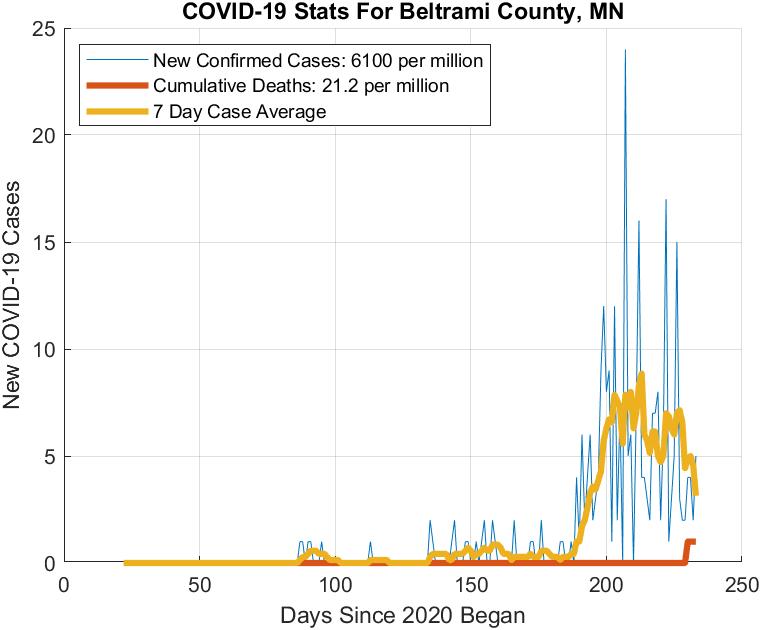 COVID-19 Stats For Beltrami County, MN
New Confirmed Cases: 6100 per million
Cumulative Deaths: 21.2 per million
7 Day Case Average
New COVID-19 Cases
25
20
15
10
5
0
0 50 100 150 200 250
Days Since 2020 Began